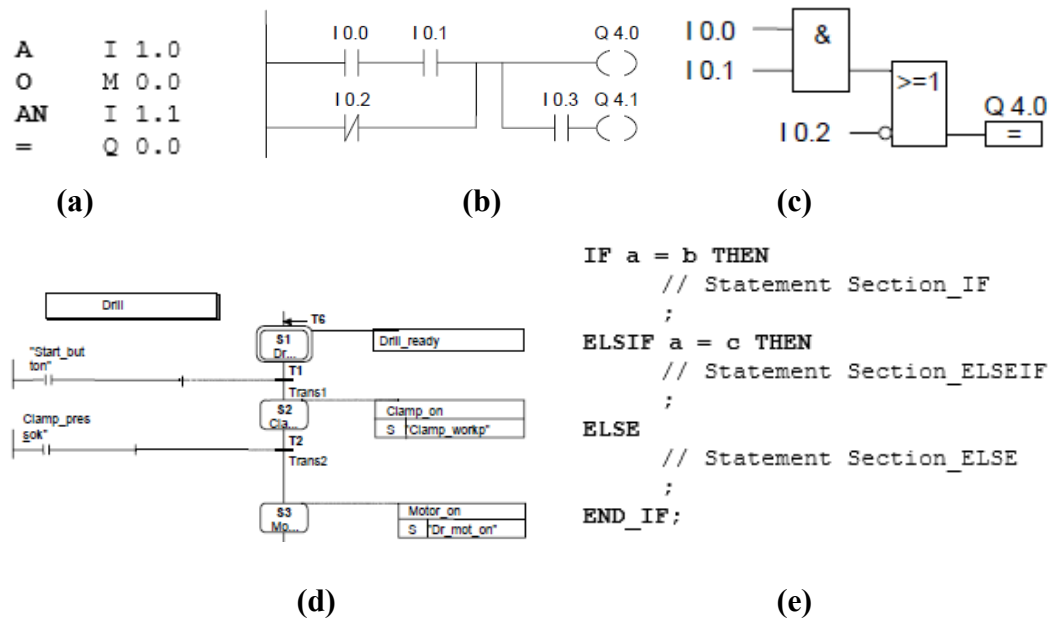 A I 1.0
O M 0.0
AN I 1.1
= Q 0.0
(a)
I 0.0 I 0.1 Q 4.0
I 0.2 I 0.3 Q 4.1
(b)
I 0.0 &
I 0.1 >=1
I 0.2 Q 4.0
=
(c)
Drill
T6
S1
Dr...
Drill_ready
"Start_but
ton"
T1
Trans1
S2
Cla...
Clamp_on
S "Clamp_workp"
Clamp_pres
sok"
T2
Trans2
S3
Mo...
Motor_on
S "Dr_mot_on"
(d)
IF a = b THEN
// Statement Section_IF
;
ELSIF a = c THEN
// Statement Section_ELSEIF
;
ELSE
// Statement Section_ELSE
;
END_IF;
(e)